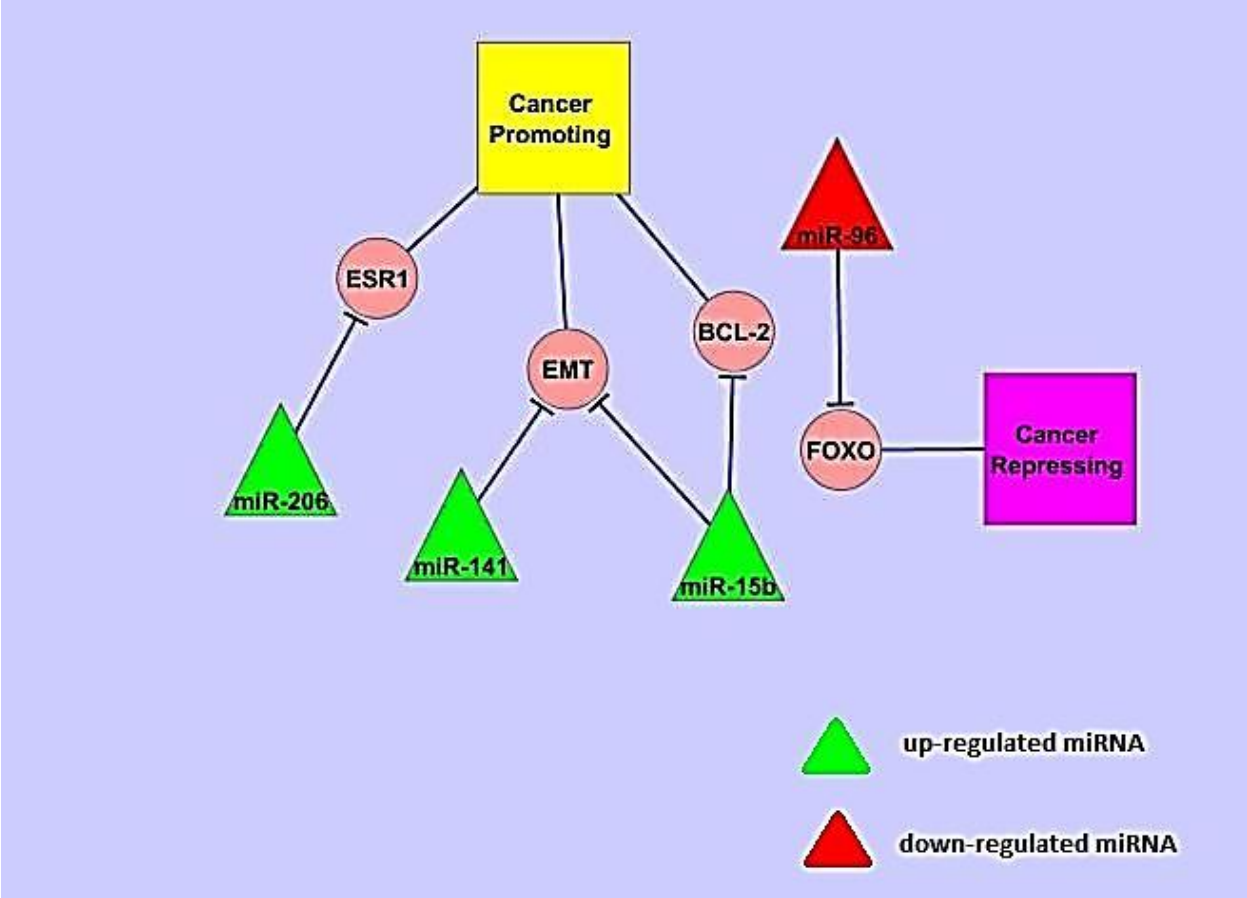 Cancer
Promoting
miR-96
ESR1
BCL-2
EMT
FOXO
Cancer
Repressing
miR-206
miR-141
miR-15b
up-regulated miRNA
down-regulated miRNA